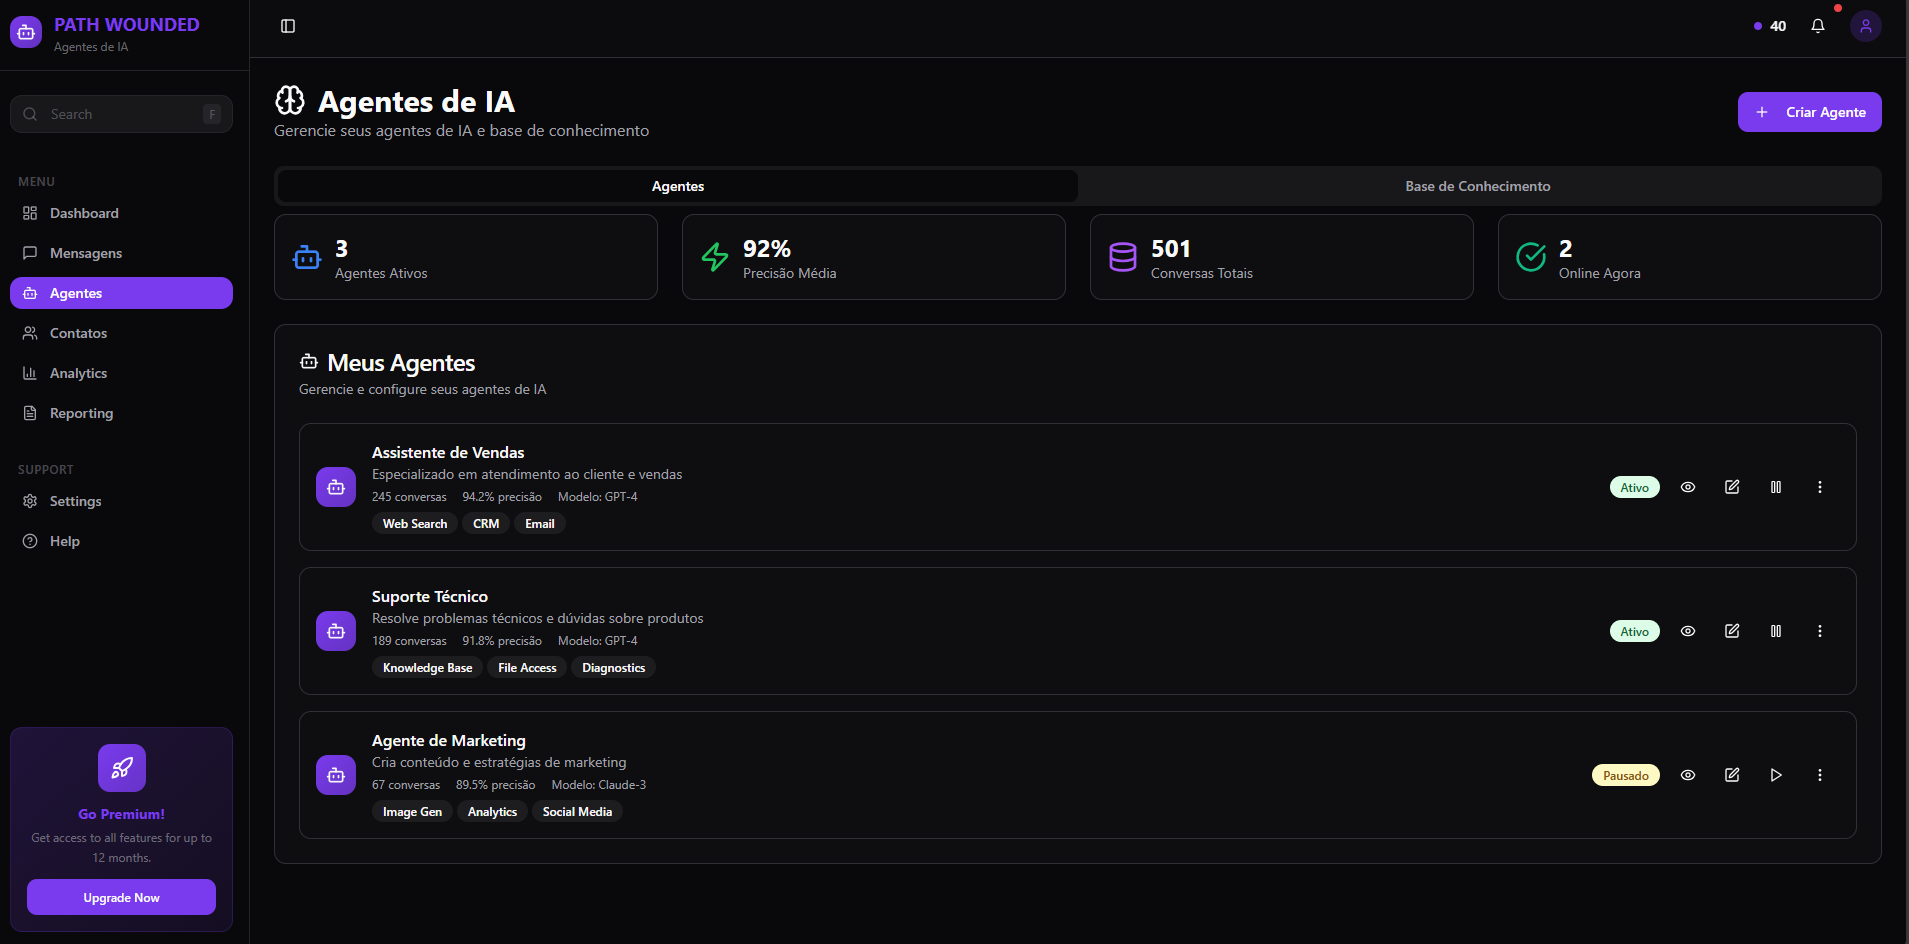 PATH WOUNDED
Agentes de IA
Search
F
MENU
Dashboard
Mensagens
Agentes
Contatos
Analytics
Reporting
SUPPORT
Settings
Help
Go Premium!
Get access to all features for up to
12 months.
Upgrade Now
40
Agentes de IA
Gerencie seus agentes de IA e base de conhecimento
Criar Agente
Agentes
Base de Conhecimento
3
Agentes Ativos
92%
Precisão Média
501
Conversas Totais
2
Online Agora
Meus Agentes
Gerencie e configure seus agentes de IA
Assistente de Vendas
Especializado em atendimento ao cliente e vendas
245 conversas 94.2% precisão Modelo: GPT-4
Web Search CRM Email
Ativo
Suporte Técnico
Resolve problemas técnicos e dúvidas sobre produtos
189 conversas 91.8% precisão Modelo: GPT-4
Knowledge Base File Access Diagnostics
Ativo
Agente de Marketing
Cria conteúdo e estratégias de marketing
67 conversas 89.5% precisão Modelo: Claude-3
Image Gen Analytics Social Media
Pausado